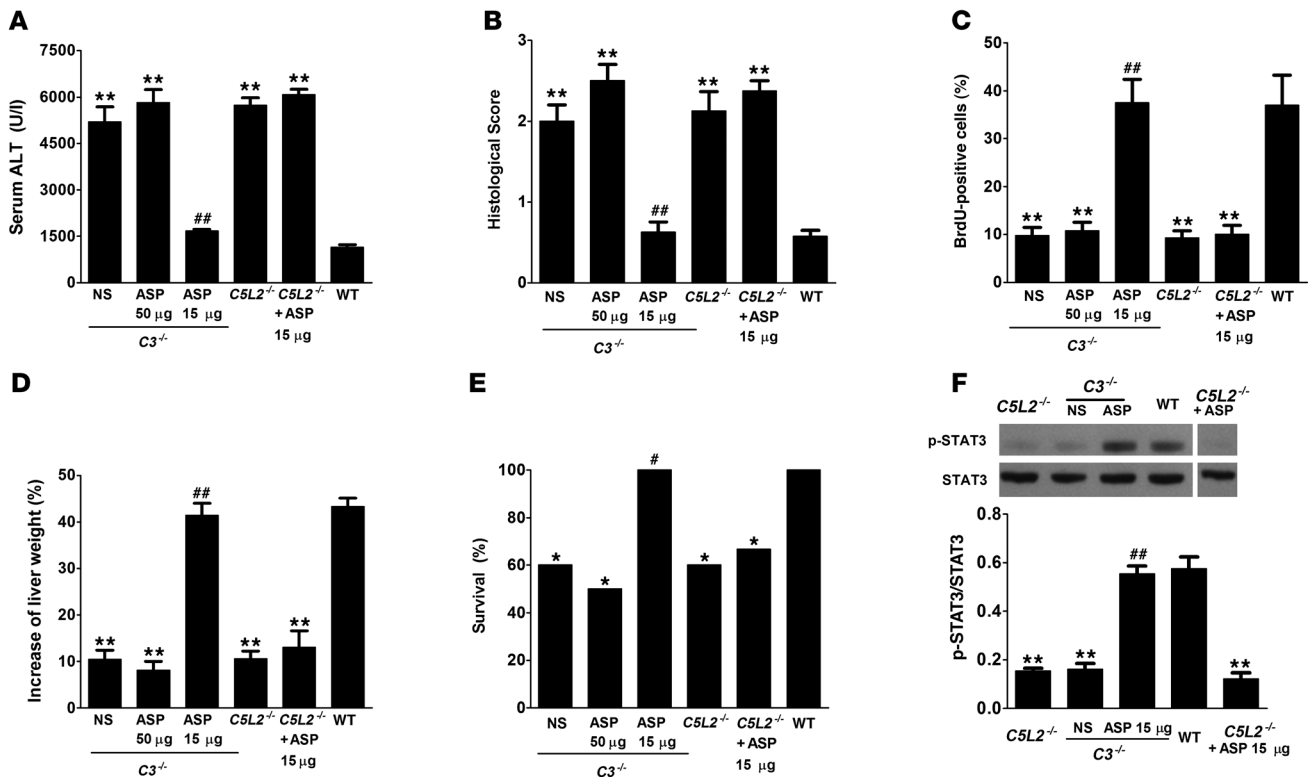 A
Serum ALT (U/l)
7500
6000
4500
3000
1500
0
** ** ## ** **
NS ASP ASP C5L2-/- C5L2-/- WT
50 µg 15 µg +ASP
15 µg
C3-/-
B
Histological Score
3
2
1
0
** ** ## ** **
NS ASP ASP C5L2-/- C5L2-/- WT
50 µg 15 µg +ASP
15 µg
C3-/-
C
BrdU-positive cells (%)
50
40
30
20
10
0
** ** ## ** **
NS ASP ASP C5L2-/- C5L2-/- WT
50 µg 15 µg +ASP
15 µg
C3-/-
D
Increase of liver weight (%)
50
40
30
20
10
0
** ** ## ** **
NS ASP ASP C5L2-/- C5L2-/- WT
50 µg 15 µg +ASP
15 µg
C3-/-
E
Survival (%)
100
80
60
40
20
0
* * # * *
NS ASP ASP C5L2-/- C5L2-/- WT
50 µg 15 µg +ASP
15 µg
C3-/-
F
C3-/-
C5L2-/- NS ASP WT C5L2-/-
+ ASP
p-STAT3
STAT3
p-STAT3/STAT3
0.8
0.6
0.4
0.2
0.0
** ** ## **
C5L2-/- NS ASP 15 µg WT C5L2-/-
C3-/- + ASP 15 µg